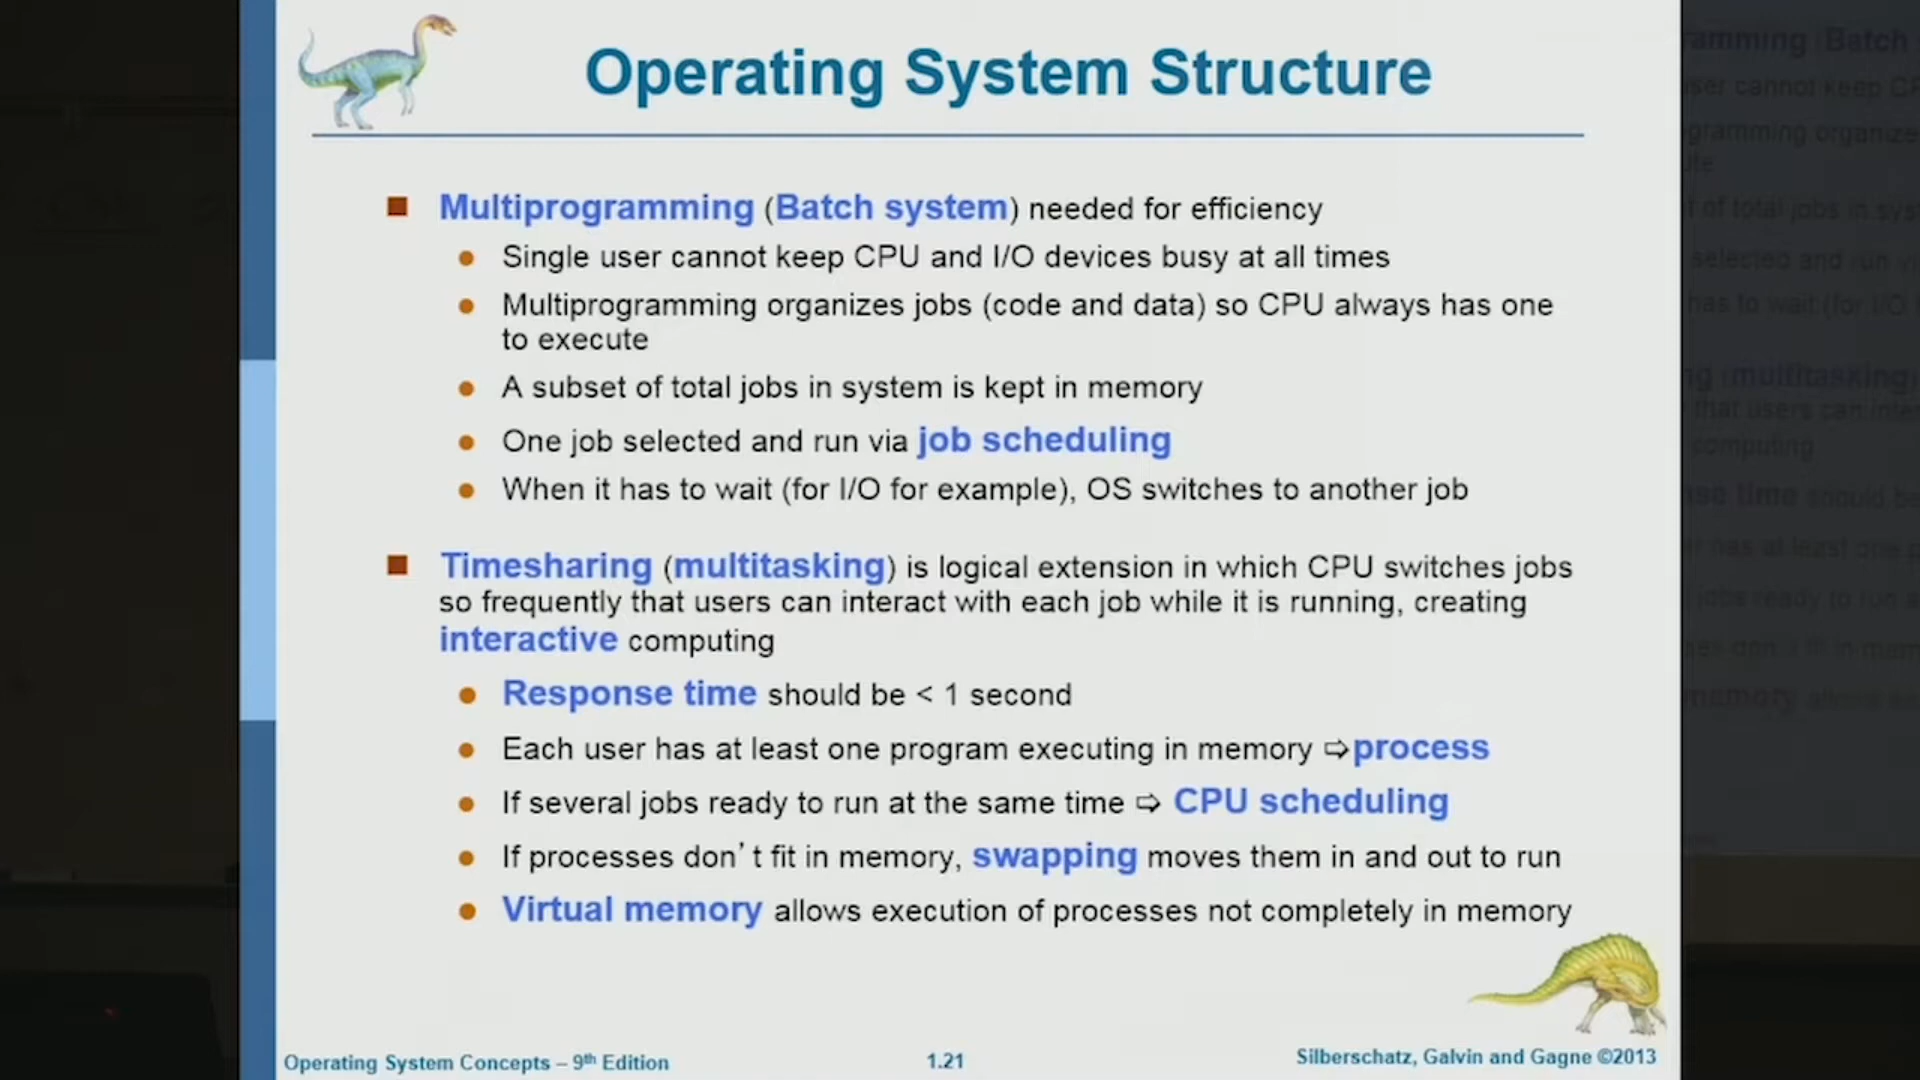 Operating System Structure
Multiprogramming (Batch system) needed for efficiency
Single user cannot keep CPU and I/O devices busy at all times
Multiprogramming organizes jobs (code and data) so CPU always has one
to execute
A subset of total jobs in system is kept in memory
One job selected and run via job scheduling
When it has to wait (for I/O for example), OS switches to another job
Timesharing (multitasking) is logical extension in which CPU switches jobs
so frequently that users can interact with each job while it is running, creating
interactive computing
Response time should be < 1 second
Each user has at least one program executing in memory ⇨process
If several jobs ready to run at the same time ⇨ CPU scheduling
If processes don’t fit in memory, swapping moves them in and out to run
Virtual memory allows execution of processes not completely in memory
Operating System Concepts – 9th Edition
1.21
Silberschatz, Galvin and Gagne ©2013